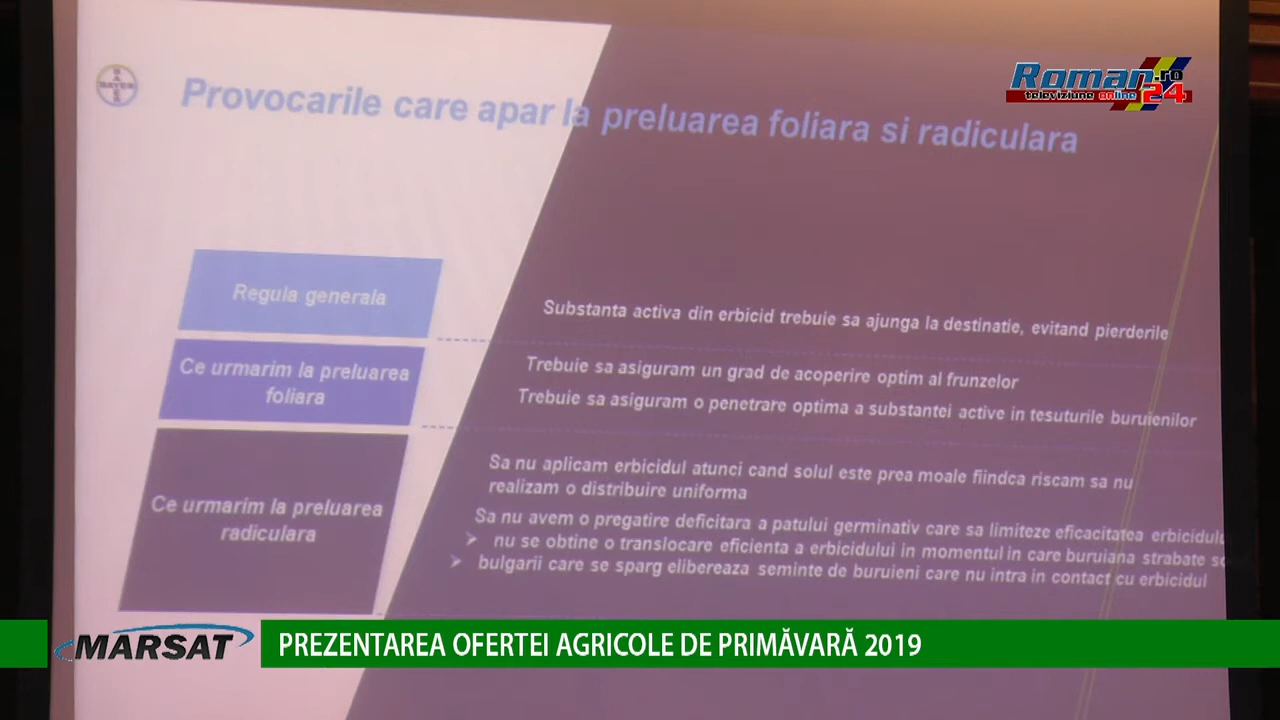 BAYER
Provocarile care apar la preluarea foliara si radiculara
Roman.ro
televiziune online 24
Regula generala
Substanta activa din erbicid trebuie sa ajunga la destinatie, evitand pierderile
Ce urmarim la preluarea
foliara
Trebuie sa asiguram un grad de acoperire optim al frunzelor
Trebuie sa asiguram o penetrare optima a substantei active in tesuturile buruienilor
Ce urmarim la preluarea
radiculara
Sa nu aplicam erbicidul atunci cand solul este prea moale fiindca riscam sa nu
realizam o distribuire uniforma
Sa nu avem o pregatire deficitara a patului germinativ care sa limiteze eficacitatea erbicidulu
➤ nu se obtine o translocare eficienta a erbicidului in momentul in care buruiana strabate so
➤ bulgarii care se sparg elibereaza seminte de buruieni care nu intra in contact cu erbicidul
MARSAT
PREZENTAREA OFERTEI AGRICOLE DE PRIMĂVARĂ 2019